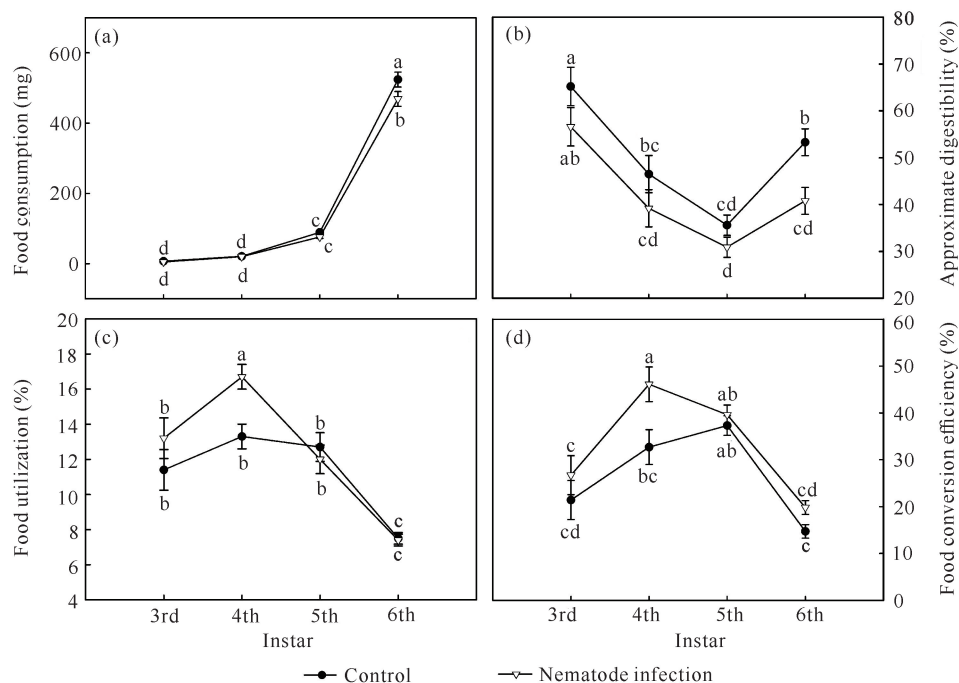 (a)
Food consumption (mg)
600
400
200
0
a
b
c
c
d
d
d
d
(b)
Approximate digestibility (%)
80
70
60
50
40
30
20
a
ab
bc
cd
cd
d
b
cd
(c)
Food utilization (%)
20
18
16
14
12
10
8
6
4
b
b
a
b
b
b
c
c
3rd 4th 5th 6th
Instar
(d)
Food conversion efficiency (%)
60
50
40
30
20
10
0
c
cd
a
bc
ab
ab
cd
c
3rd 4th 5th 6th
Instar
Control Nematode infection